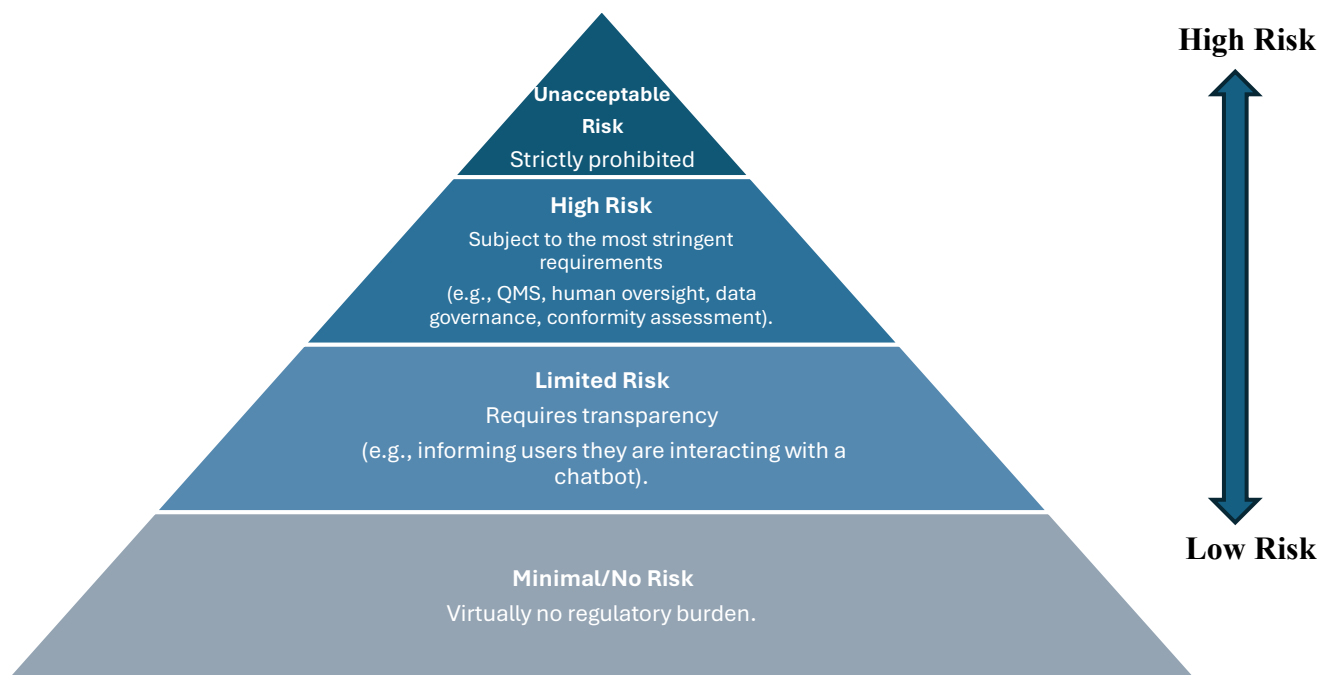 High Risk
Unacceptable
Risk
Strictly prohibited
High Risk
Subject to the most stringent
requirements
(e.g., QMS, human oversight, data
governance, conformity assessment).
Limited Risk
Requires transparency
(e.g., informing users they are interacting with a
chatbot).
Low Risk
Minimal/No Risk
Virtually no regulatory burden.